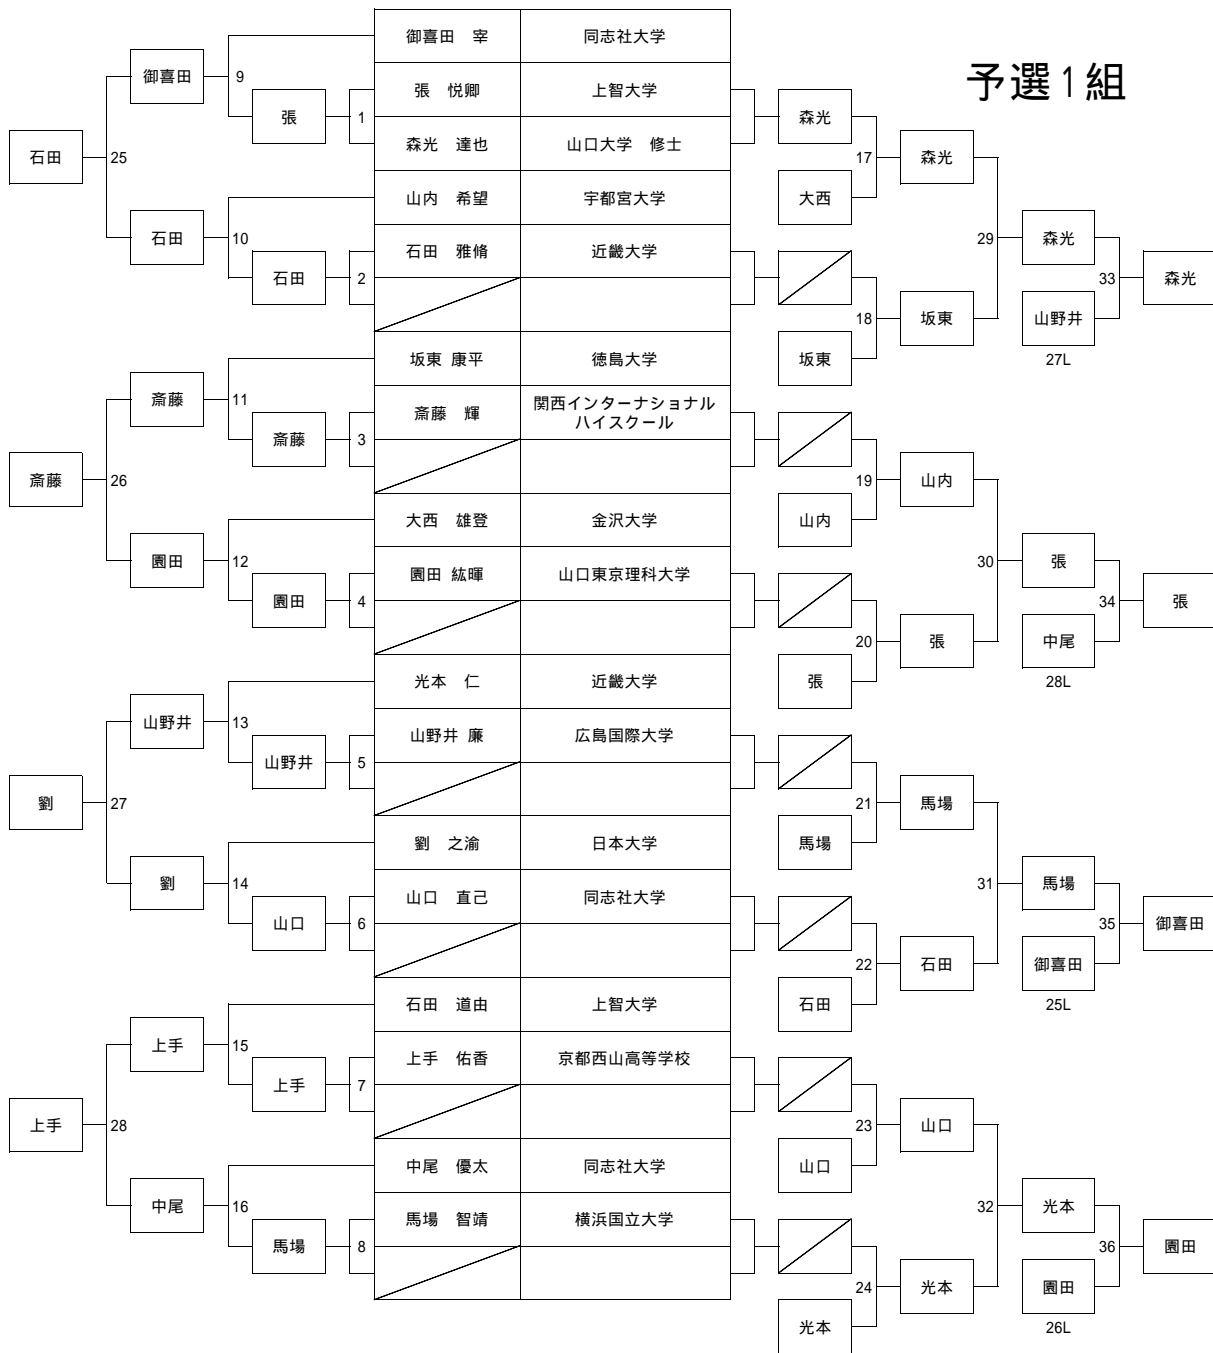 予選1組
御喜田　宰 同志社大学
御喜田 9
張　悦卿 上智大学
張 1 森光
石田 25 森光　達也 山口大学　修士 17 森光
山内　希望 宇都宮大学 大西
石田 10 29 森光
石田　雅脩 近畿大学
石田 2 33 森光
18 坂東 山野井
坂東 康平 徳島大学 坂東 27L
斎藤 11
斎藤　輝 関西インターナショナル
ハイスクール
斎藤 3
斎藤 26 19 山内
大西　雄登 金沢大学 山内
園田 12 30 張
園田 紘暉 山口東京理科大学
園田 4 34 張
20 張 中尾
光本　仁 近畿大学 張 28L
山野井 13
山野井 廉 広島国際大学
山野井 5
劉 27 21 馬場
劉　之渝 日本大学 馬場
劉 14 31 馬場
山口　直己 同志社大学
山口 6 35 御喜田
22 石田 御喜田
石田　道由 上智大学 石田 25L
上手 15
上手　佑香 京都西山高等学校
上手 7
上手 28 23 山口
中尾　優太 同志社大学 山口
中尾 16 32 光本
馬場　智靖 横浜国立大学
馬場 8 36 園田
24 光本 園田
光本 26L